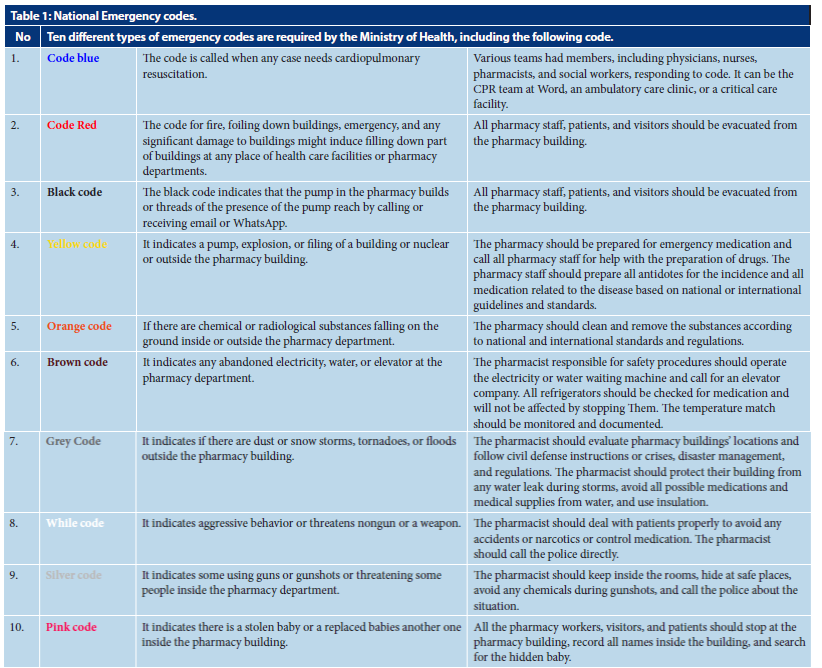 Table 1: National Emergency codes.
No Ten different types of emergency codes are required by the Ministry of Health, including the following code.
1. Code blue
The code is called when any case needs cardiopulmonary
resuscitation.
Various teams had members, including physicians, nurses,
pharmacists, and social workers, responding to code. It can be the
CPR team at Word, an ambulatory care clinic, or a critical care
facility.
2. Code Red
The code for fire, foiling down buildings, emergency, and any
significant damage to buildings might induce filling down part
of buildings at any place of health care facilities or pharmacy
departments.
All pharmacy staff, patients, and visitors should be evacuated from
the pharmacy building.
3. Black code
The black code indicates that the pump in the pharmacy builds
or threads of the presence of the pump reach by calling or
receiving email or WhatsApp.
All pharmacy staff, patients, and visitors should be evacuated from
the pharmacy building.
4. Yellow code
It indicates a pump, explosion, or filing of a building or nuclear
or outside the pharmacy building.
The pharmacy should be prepared for emergency medication and
call all pharmacy staff for help with the preparation of drugs. The
pharmacy staff should prepare all antidotes for the incidence and all
medication related to the disease based on national or international
guidelines and standards.
5. Orange code
If there are chemical or radiological substances falling on the
ground inside or outside the pharmacy department.
The pharmacy should clean and remove the substances according
to national and international standards and regulations.
6. Brown code
It indicates any abandoned electricity, water, or elevator at the
pharmacy department.
The pharmacist responsible for safety procedures should operate
the electricity or water waiting machine and call for an elevator
company. All refrigerators should be checked for medication and
will not be affected by stopping Them. The temperature match
should be monitored and documented.
7. Grey Code
It indicates if there are dust or snow storms, tornadoes, or floods
outside the pharmacy building.
The pharmacist should evaluate pharmacy buildings' locations and
follow civil defense instructions or crises, disaster management,
and regulations. The pharmacist should protect their building from
any water leak during storms, avoid all possible medications and
medical supplies from water, and use insulation.
8. While code
It indicates aggressive behavior or threatens nongun or a weapon.
The pharmacist should deal with patients properly to avoid any
accidents or narcotics or control medication. The pharmacist
should call the police directly.
9. Silver code
It indicates some using guns or gunshots or threatening some
people inside the pharmacy department.
The pharmacist should keep inside the rooms, hide at safe places,
avoid any chemicals during gunshots, and call the police about the
situation.
10. Pink code
It indicates there is a stolen baby or a replaced babies another one
inside the pharmacy building.
All the pharmacy workers, visitors, and patients should stop at the
pharmacy building, record all names inside the building, and search
for the hidden baby.